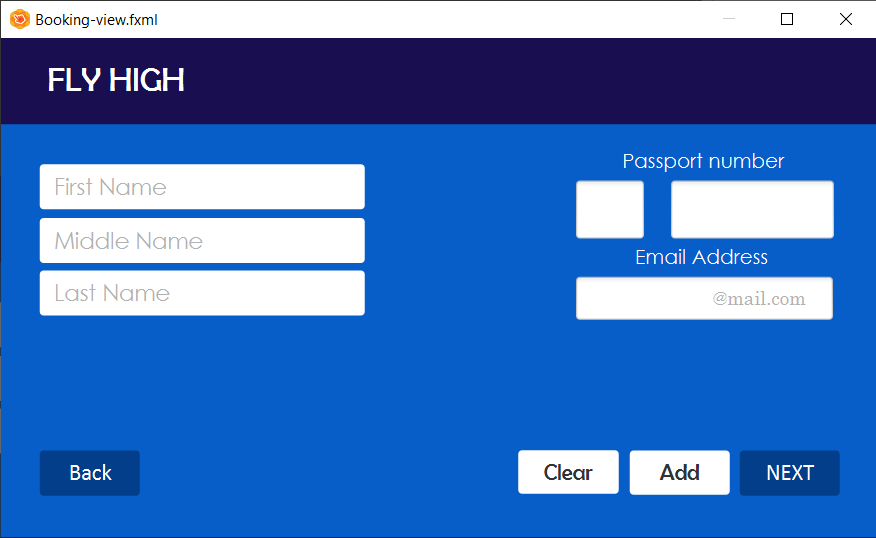 Booking-view.fxml
FLY HIGH
First Name
Middle Name
Last Name
Passport number
Email Address
@mail.com
Back
Clear
Add
NEXT